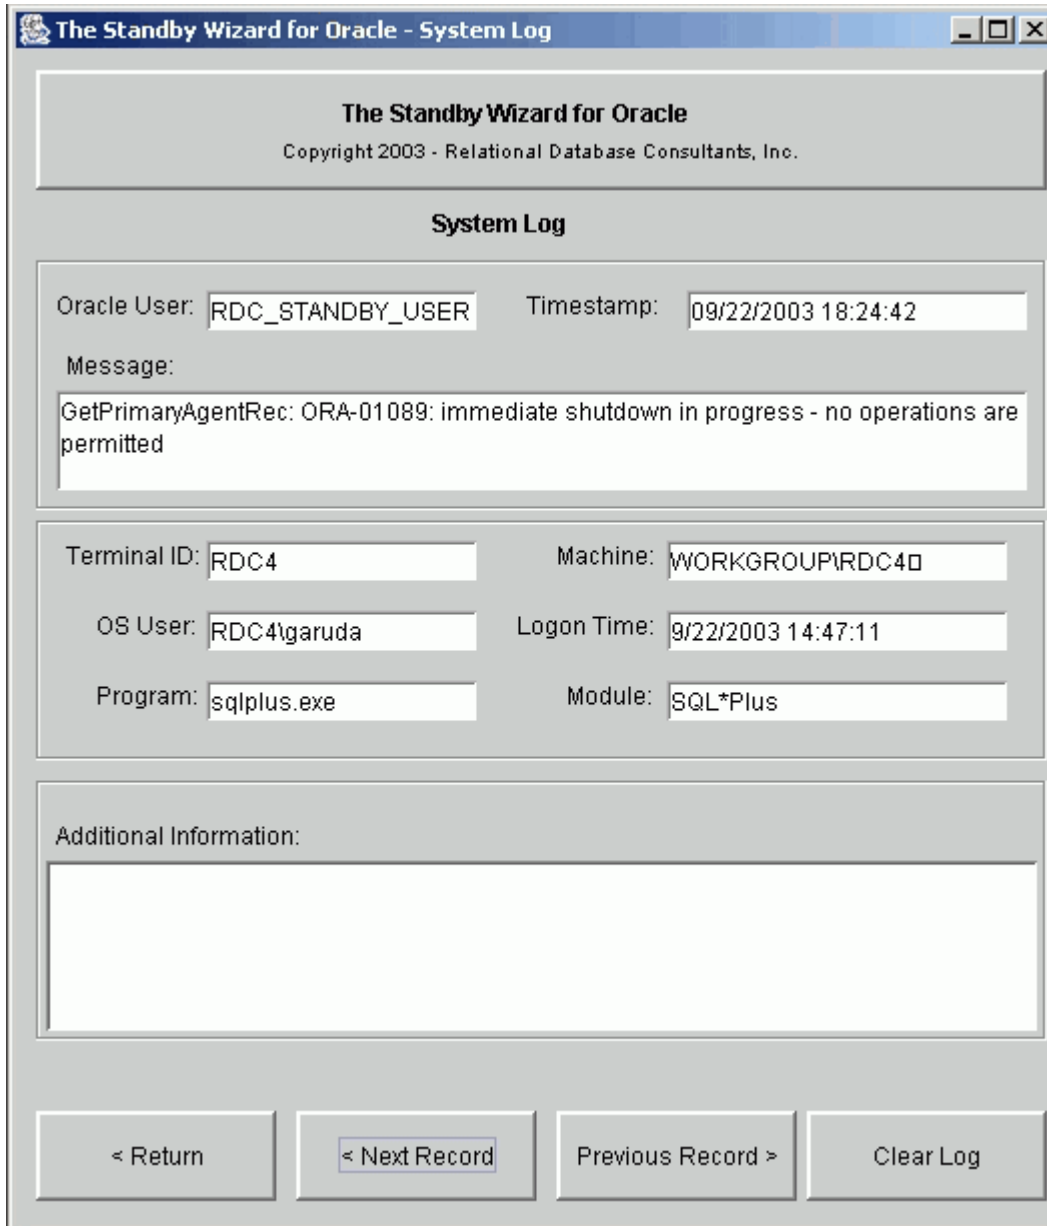 The Standby Wizard for Oracle - System Log
The Standby Wizard for Oracle
Copyright 2003 - Relational Database Consultants, Inc.
System Log
Oracle User: RDC_STANDBY_USER Timestamp: 09/22/2003 18:24:42
Message:
GetPrimaryAgentRec: ORA-01089: immediate shutdown in progress - no operations are
permitted
Terminal ID: RDC4 Machine: WORKGROUP\RDC4▯
OS User: RDC4\garuda Logon Time: 9/22/2003 14:47:11
Program: sqlplus.exe Module: SQL*Plus
Additional Information:
< Return < Next Record Previous Record > Clear Log